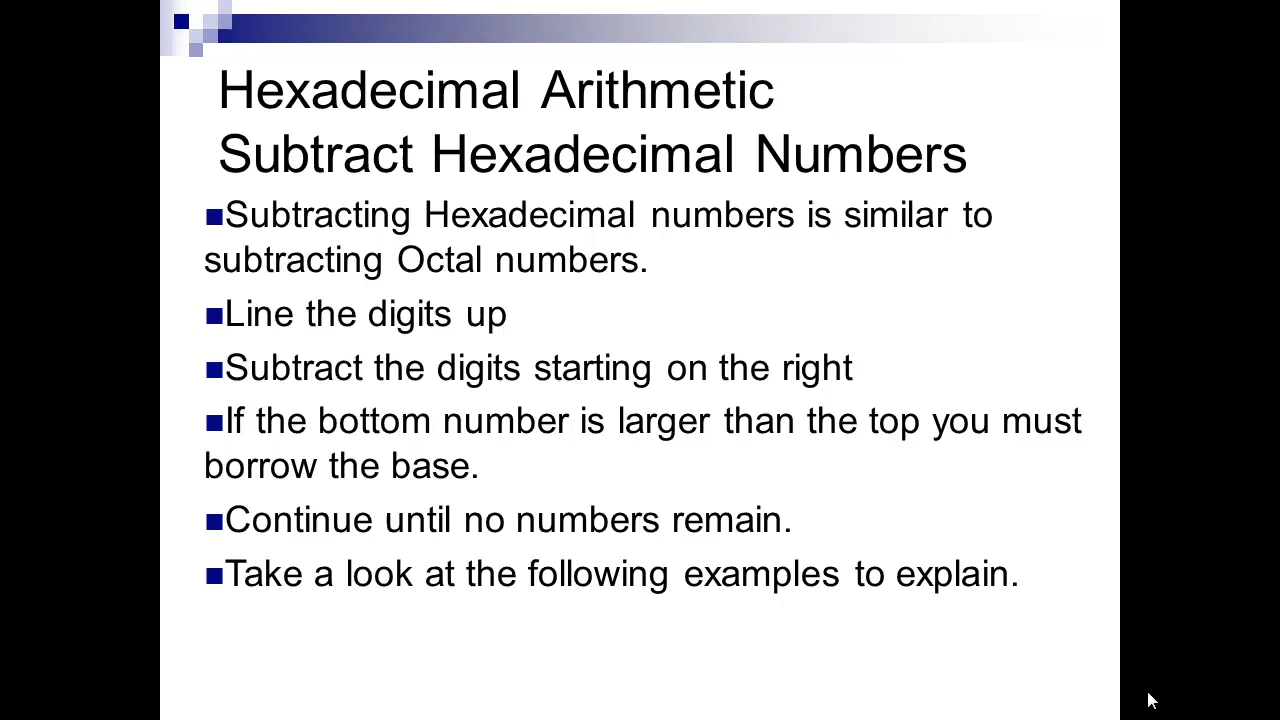 Hexadecimal Arithmetic
Subtract Hexadecimal Numbers
■Subtracting Hexadecimal numbers is similar to
subtracting Octal numbers.
■Line the digits up
■Subtract the digits starting on the right
■If the bottom number is larger than the top you must
borrow the base.
■Continue until no numbers remain.
■Take a look at the following examples to explain.